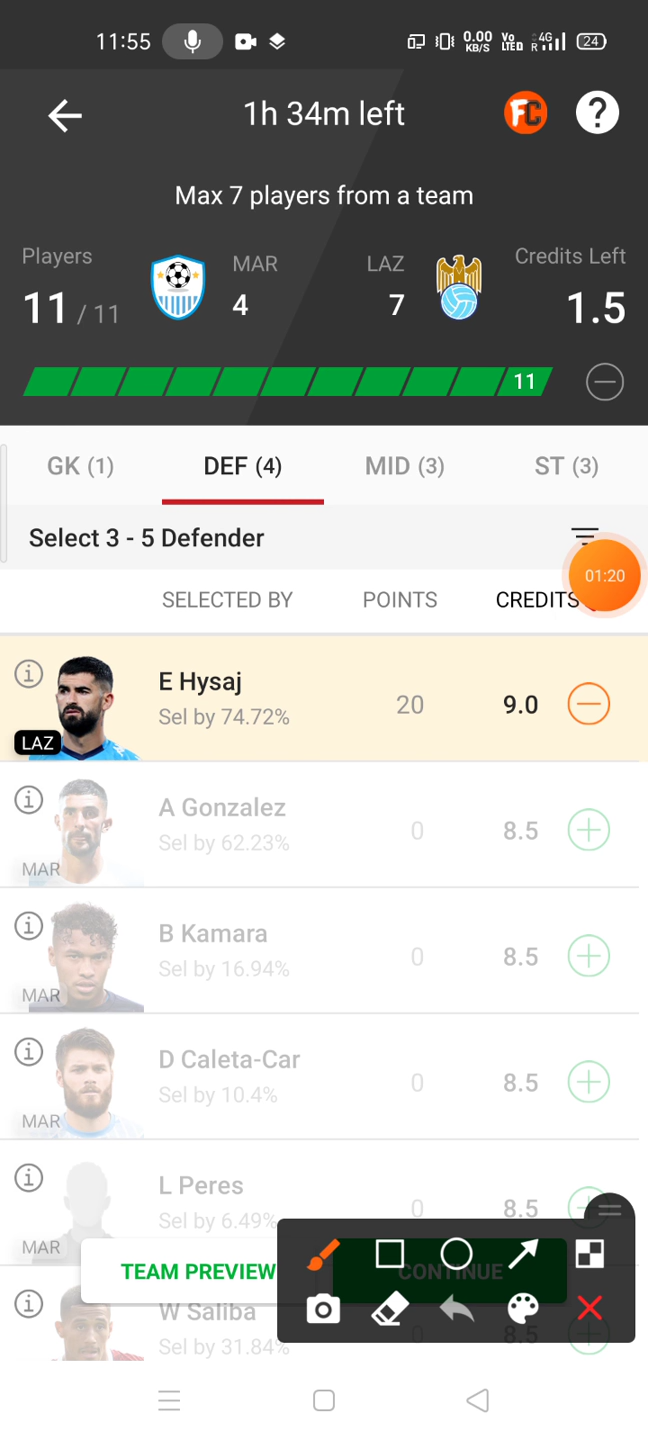 11:55
0.00 KB/S
Vo LTED
R 4G
24
1h 34m left
FC
?
Max 7 players from a team
Players
MAR
LAZ
Credits Left
11 / 11
4
7
1.5
11
GK (1)
DEF (4)
MID (3)
ST (3)
Select 3 - 5 Defender
01:20
SELECTED BY
POINTS
CREDITS
E Hysaj
Sel by 74.72%
20
9.0
LAZ
A Gonzalez
Sel by 62.23%
0
8.5
MAR
B Kamara
Sel by 16.94%
0
8.5
MAR
D Caleta-Car
Sel by 10.4%
0
8.5
MAR
L Peres
Sel by 6.49%
0
8.5
MAR
TEAM PREVIEW
CONTINUE
W Saliba
Sel by 31.84%
0
8.5